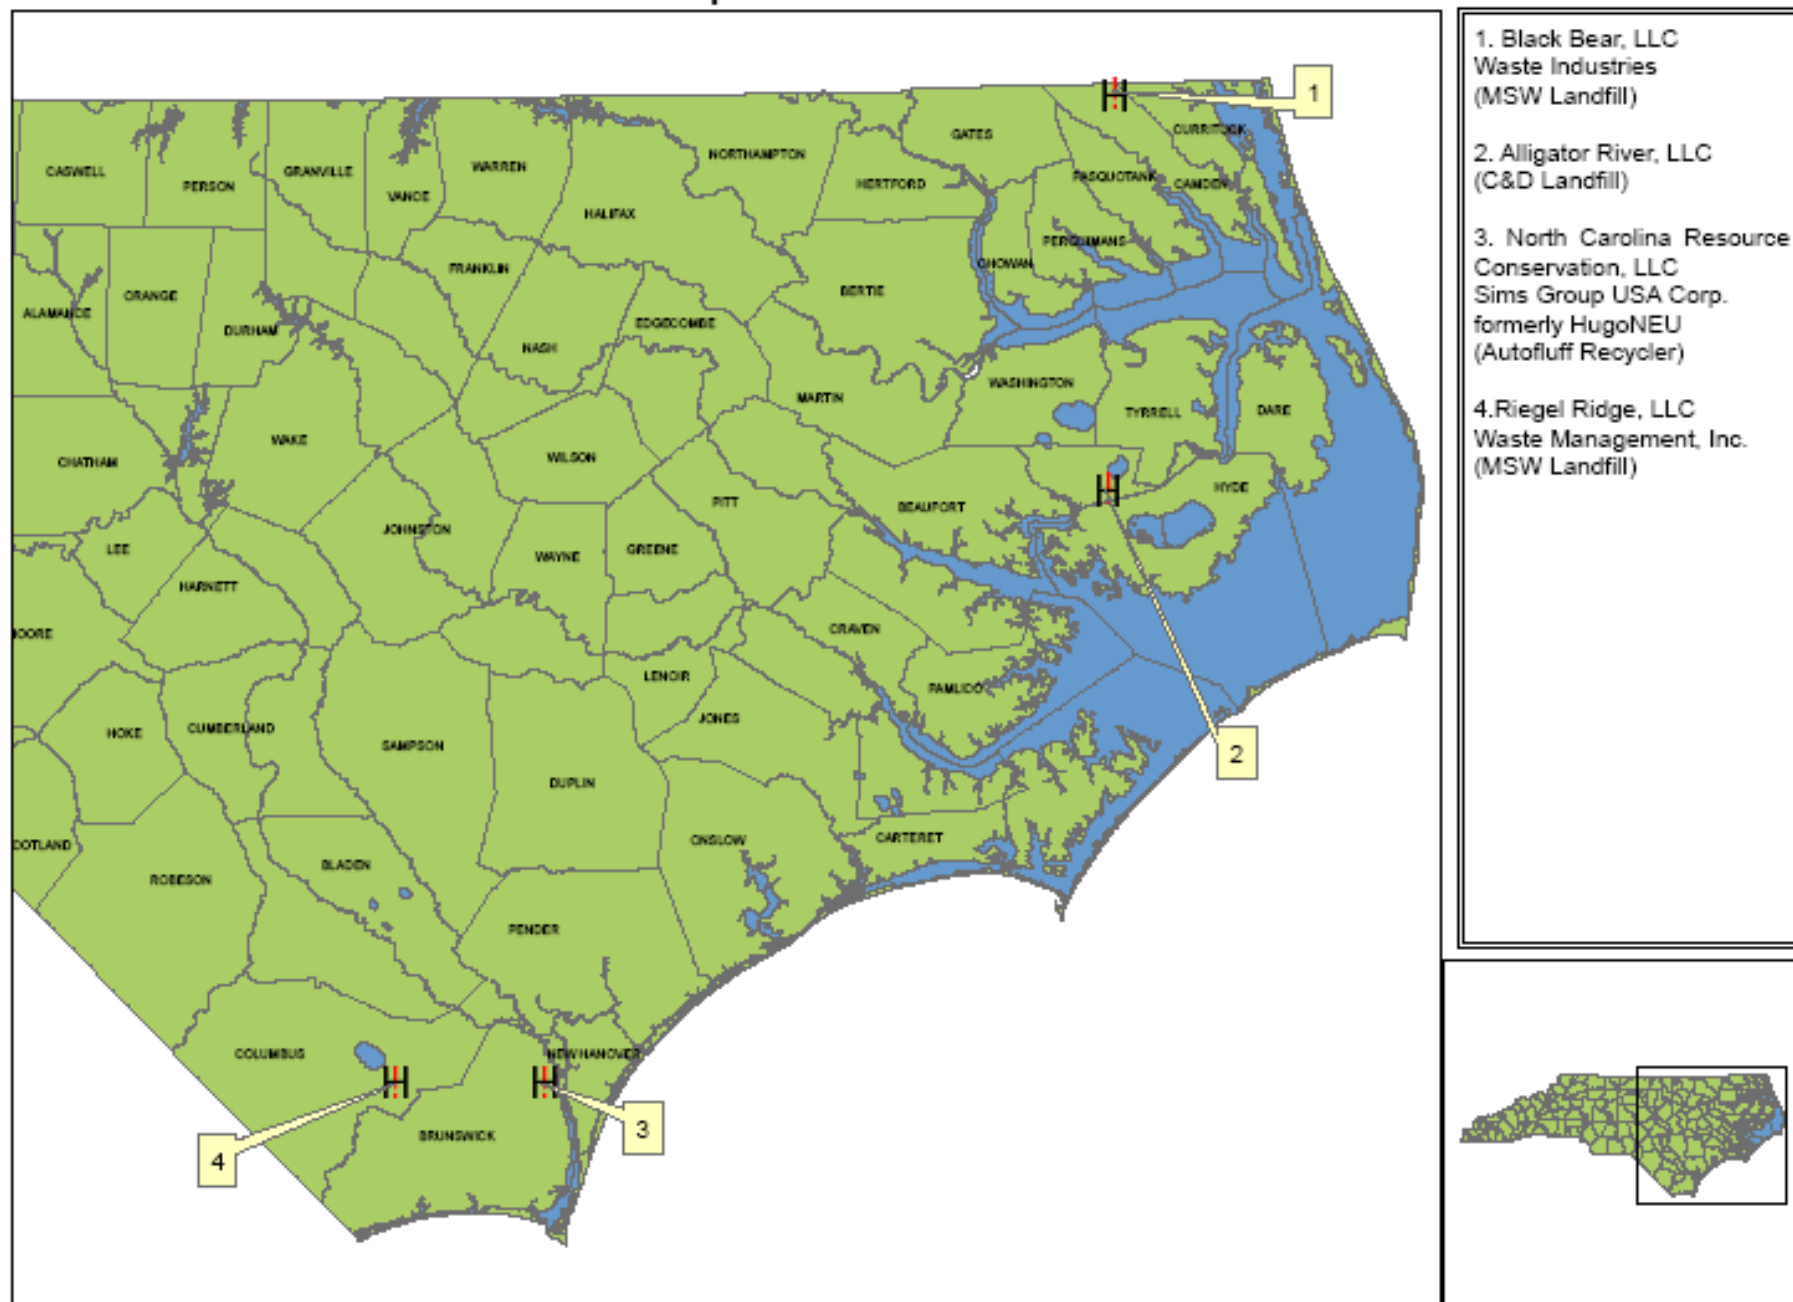 1
1. Black Bear, LLC
Waste Industries
(MSW Landfill)
2. Alligator River, LLC
(C&D Landfill)
3. North Carolina Resource
Conservation, LLC
Sims Group USA Corp.
formerly HugoNEU
(Autofluff Recycler)
4.Riegel Ridge, LLC
Waste Management, Inc.
(MSW Landfill)
CASWELL
PERSON
GRANVILLE
VANCE
WARREN
NORTHAMPTON
HALIFAX
HERTFORD
GATES
PASQUOTANK
CAMDEN
CURRITUCK
PERQUIMANS
CHOWAN
BERTIE
ALAMANCE
ORANGE
DURHAM
FRANKLIN
NASH
EDGECOMBE
MARTIN
WASHINGTON
TYRRELL
DARE
CHATHAM
WAKE
WILSON
PITT
BEAUFORT
HYDE
LEE
HARNETT
JOHNSTON
WAYNE
GREENE
CRAVEN
PAMLICO
OORE
HOKE
CUMBERLAND
SAMPSON
LENOIR
JONES
DUPLIN
2
OOTLAND
ROBESON
BLADEN
ONSLOW
CARTERET
PENDER
COLUMBUS
NEW HANOVER
BRUNSWICK
3
4